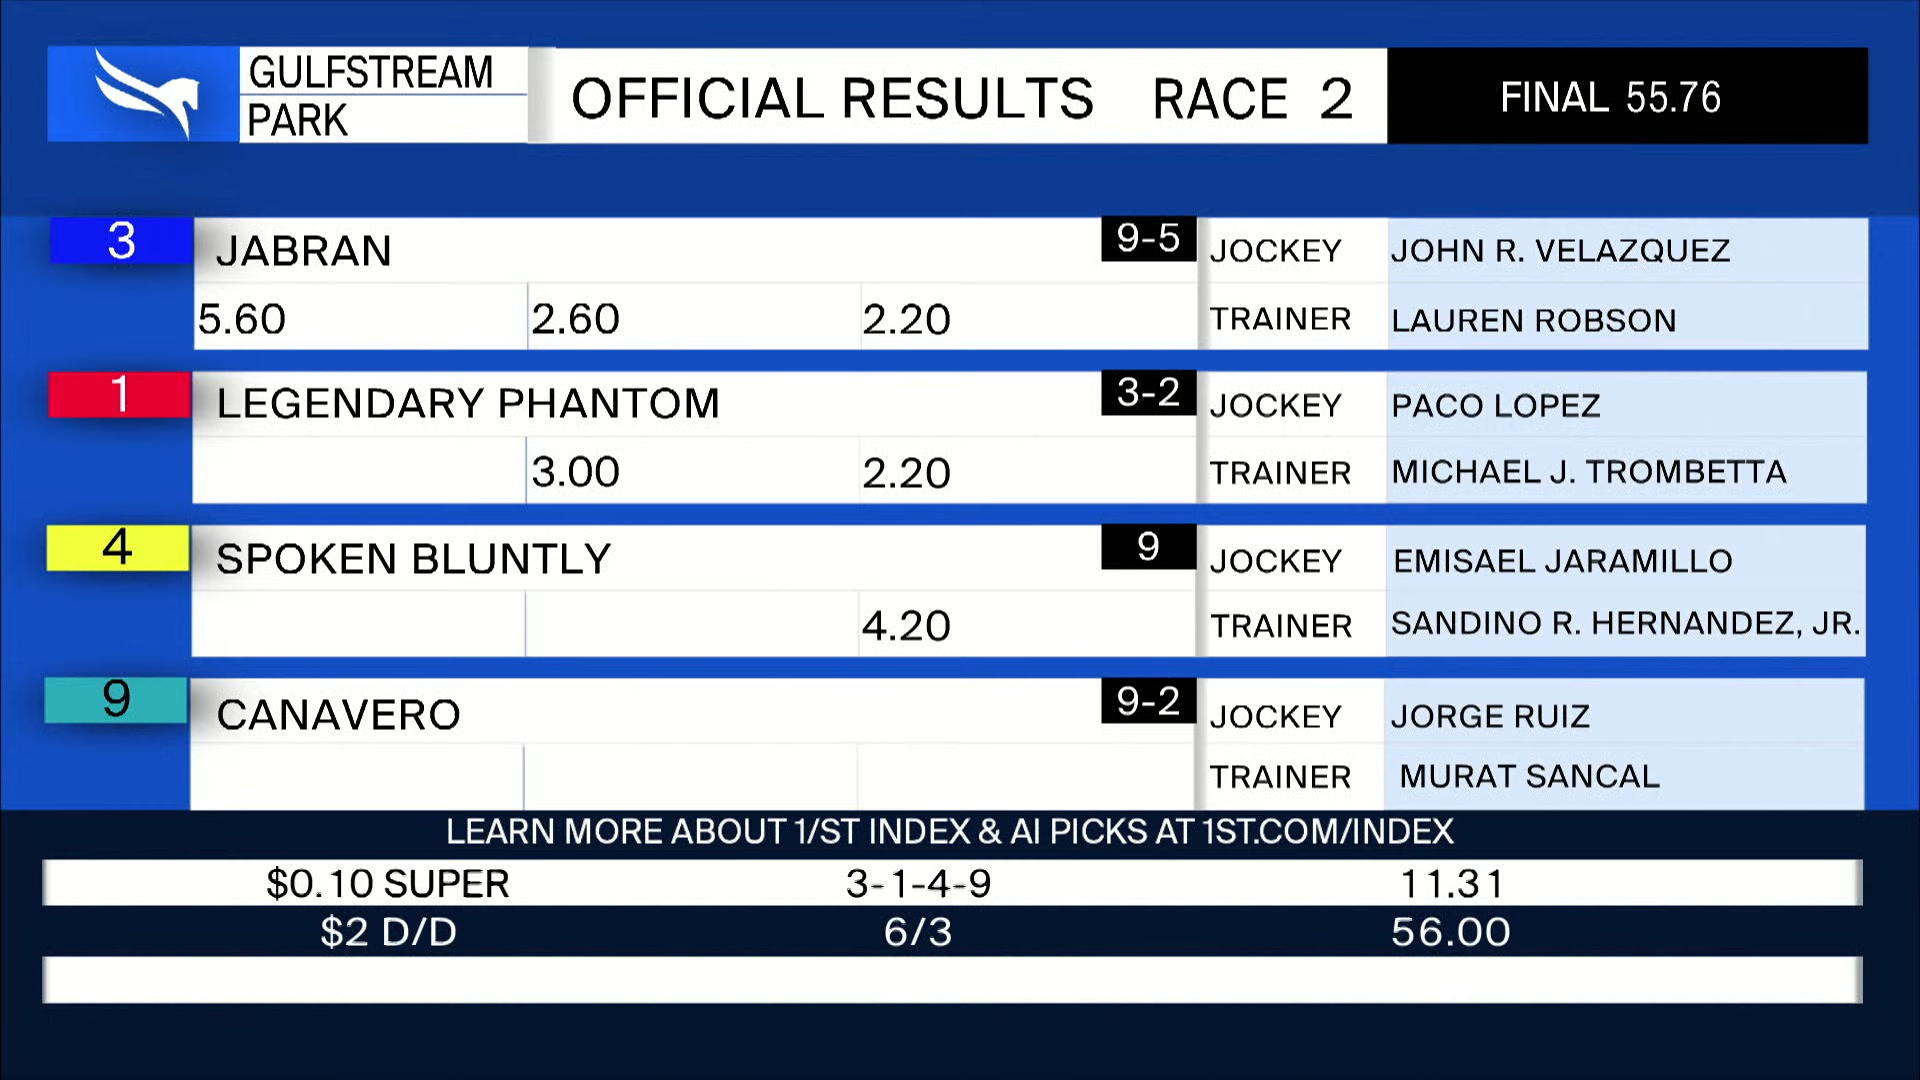 GULFSTREAM
PARK
OFFICIAL RESULTS RACE 2
FINAL 55.76
3 JABRAN 9-5 JOCKEY JOHN R. VELAZQUEZ
5.60 2.60 2.20 TRAINER LAUREN ROBSON
1 LEGENDARY PHANTOM 3-2 JOCKEY PACO LOPEZ
3.00 2.20 TRAINER MICHAEL J. TROMBETTA
4 SPOKEN BLUNTLY 9 JOCKEY EMISAEL JARAMILLO
4.20 TRAINER SANDINO R. HERNANDEZ, JR.
9 CANAVERO 9-2 JOCKEY JORGE RUIZ
TRAINER MURAT SANCAL
LEARN MORE ABOUT 1/ST INDEX & AI PICKS AT 1ST.COM/INDEX
$0.10 SUPER 3-1-4-9 11.31
$2 D/D 6/3 56.00